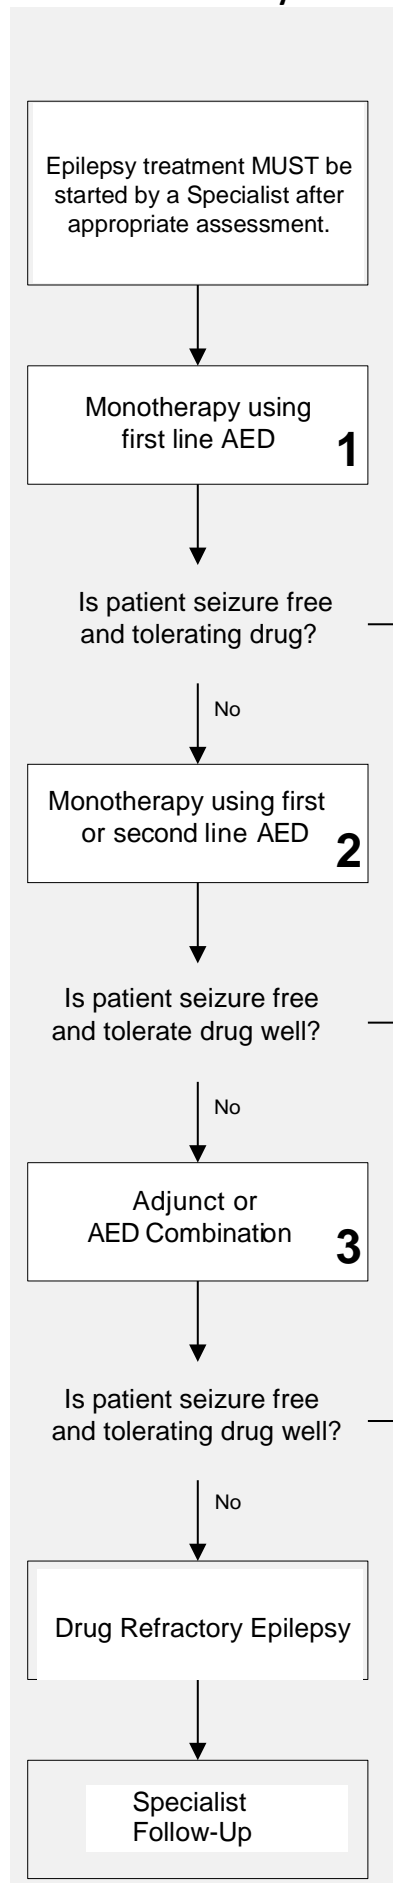 Epilepsy treatment MUST be
started by a Specialist after
appropriate assessment.
Monotherapy using
first line AED
1
Is patient seizure free
and tolerating drug?
No
Monotherapy using first
or second line AED
2
Is patient seizure free
and tolerate drug well?
No
Adjunct or
AED Combination
3
Is patient seizure free
and tolerating drug well?
No
Drug Refractory Epilepsy
Specialist
Follow-Up